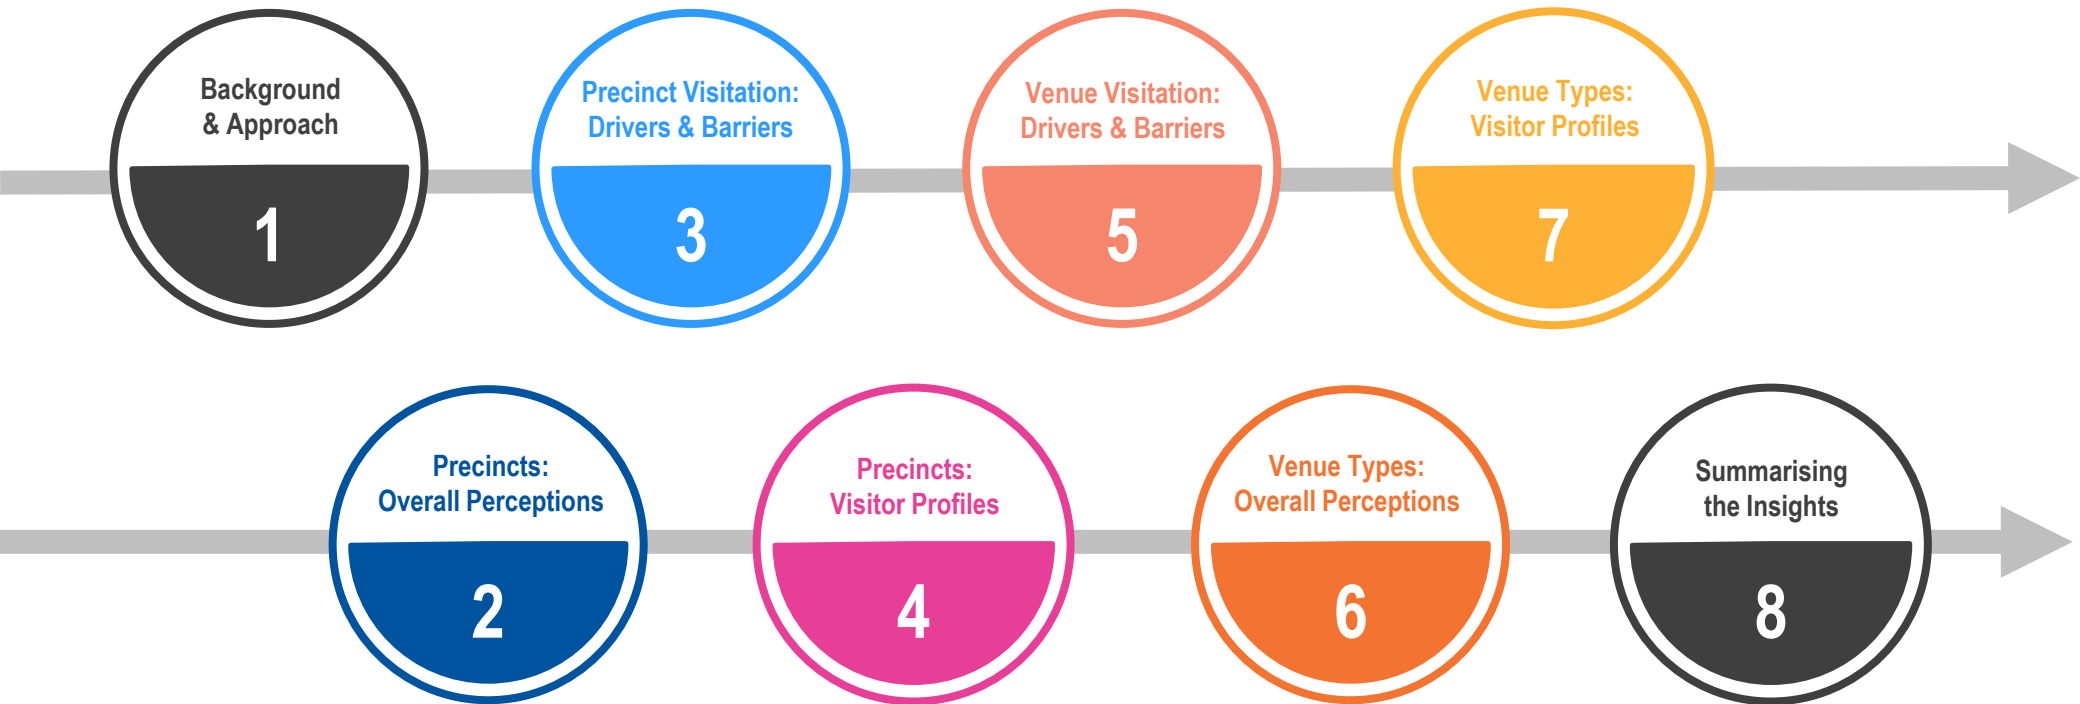 Background
& Approach
1
Precinct Visitation:
Drivers & Barriers
3
Venue Visitation:
Drivers & Barriers
5
Venue Types:
Visitor Profiles
7
Precincts:
Overall Perceptions
2
Precincts:
Visitor Profiles
4
Venue Types:
Overall Perceptions
6
Summarising
the Insights
8